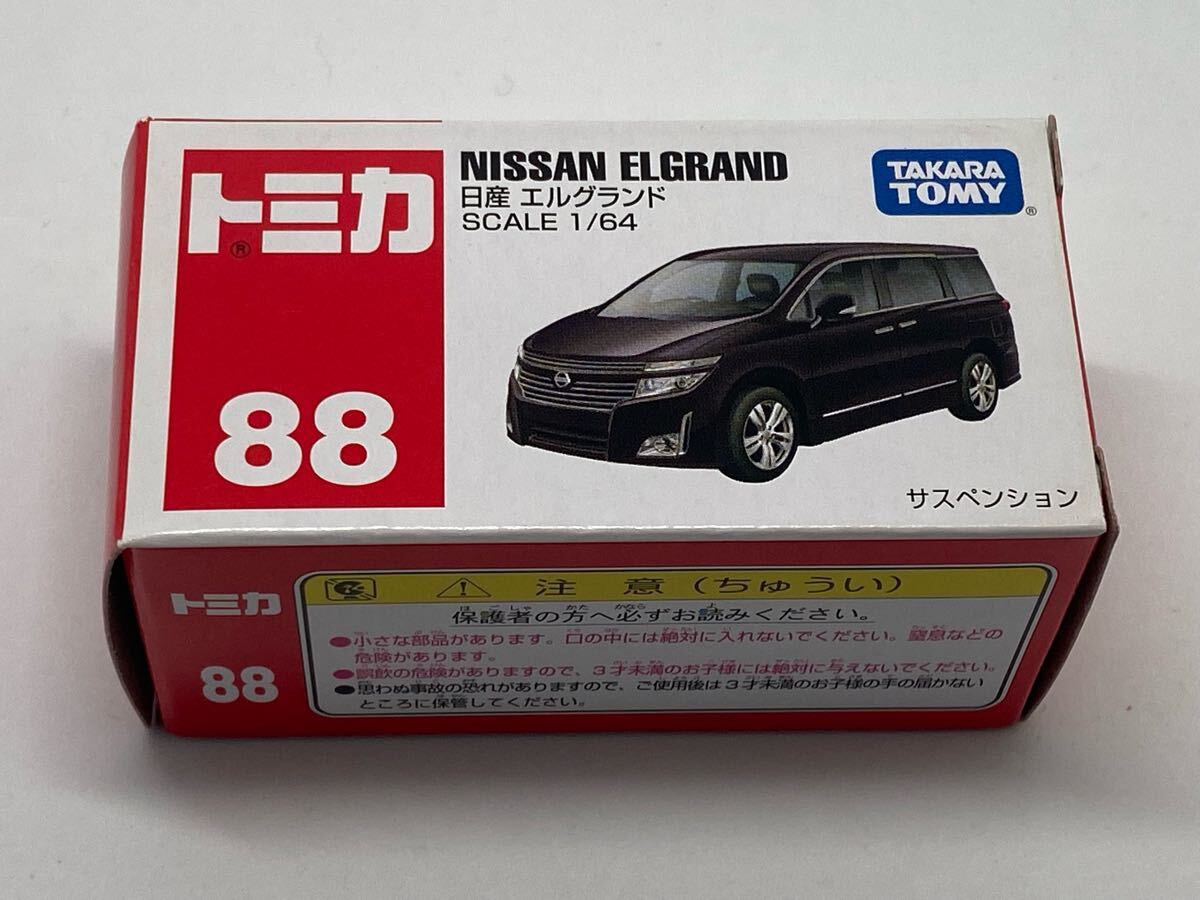 トミカ®
88
NISSAN ELGRAND
日産 エルグランド
SCALE 1/64
TAKARA
TOMY®
サスペンション
トミカ
88
注意(ちゅうい)
保護者の方へ必ずお読みください。
●小さな部品があります。口の中には絶対に入れないでください。窒息などの
危険があります。
●誤飲の危険がありますので、3才未満のお子様には絶対に与えないでください。
●思わぬ事故の恐れがありますので、ご使用後は3才未満のお子様の手の届かない
ところに保管してください。